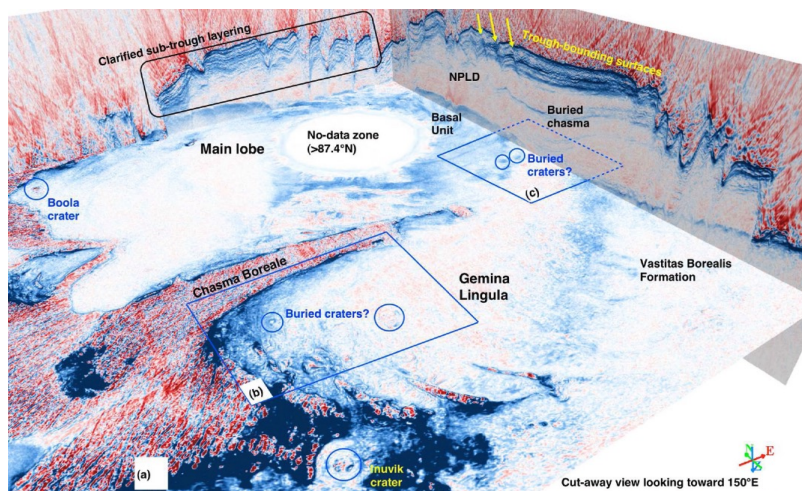 Clarified sub-trough layering
Trough-bounding surfaces
NPLD
Buried
chasma
Basal
Unit
No-data zone
(>87.4°N)
Main lobe
Buried
craters?
(c)
Boola
crater
Chasma Boreale
Gemina
Lingula
Vastitas Borealis
Formation
Buried craters?
(b)
Inuvik
crater
(a)
N
E
Cut-away view looking toward 150°E